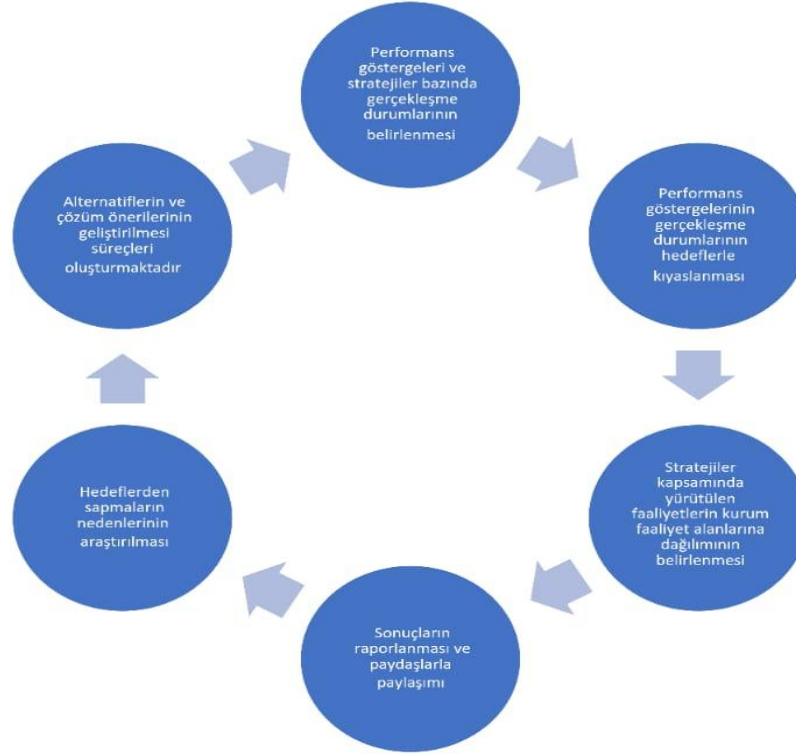 Performans
göstergeleri ve
stratejiler bazında
gerçekleşme
durumlarının
belirlenmesi
Performans
göstergelerinin
gerçekleşme
durumlarının
hedeflerle
kıyaslanması
Stratejiler
kapsamında
yürütülen
faaliyetlerin kurum
faaliyet alanlarına
dağılımının
belirlenmesi
Sonuçların
raporlanması ve
paydaşlarla
paylaşımı
Hedeflerden
sapmaların
nedenlerinin
araştırılması
Alternatiflerin ve
çözüm önerilerinin
geliştirilmesi
süreçleri
oluşturmaktadır